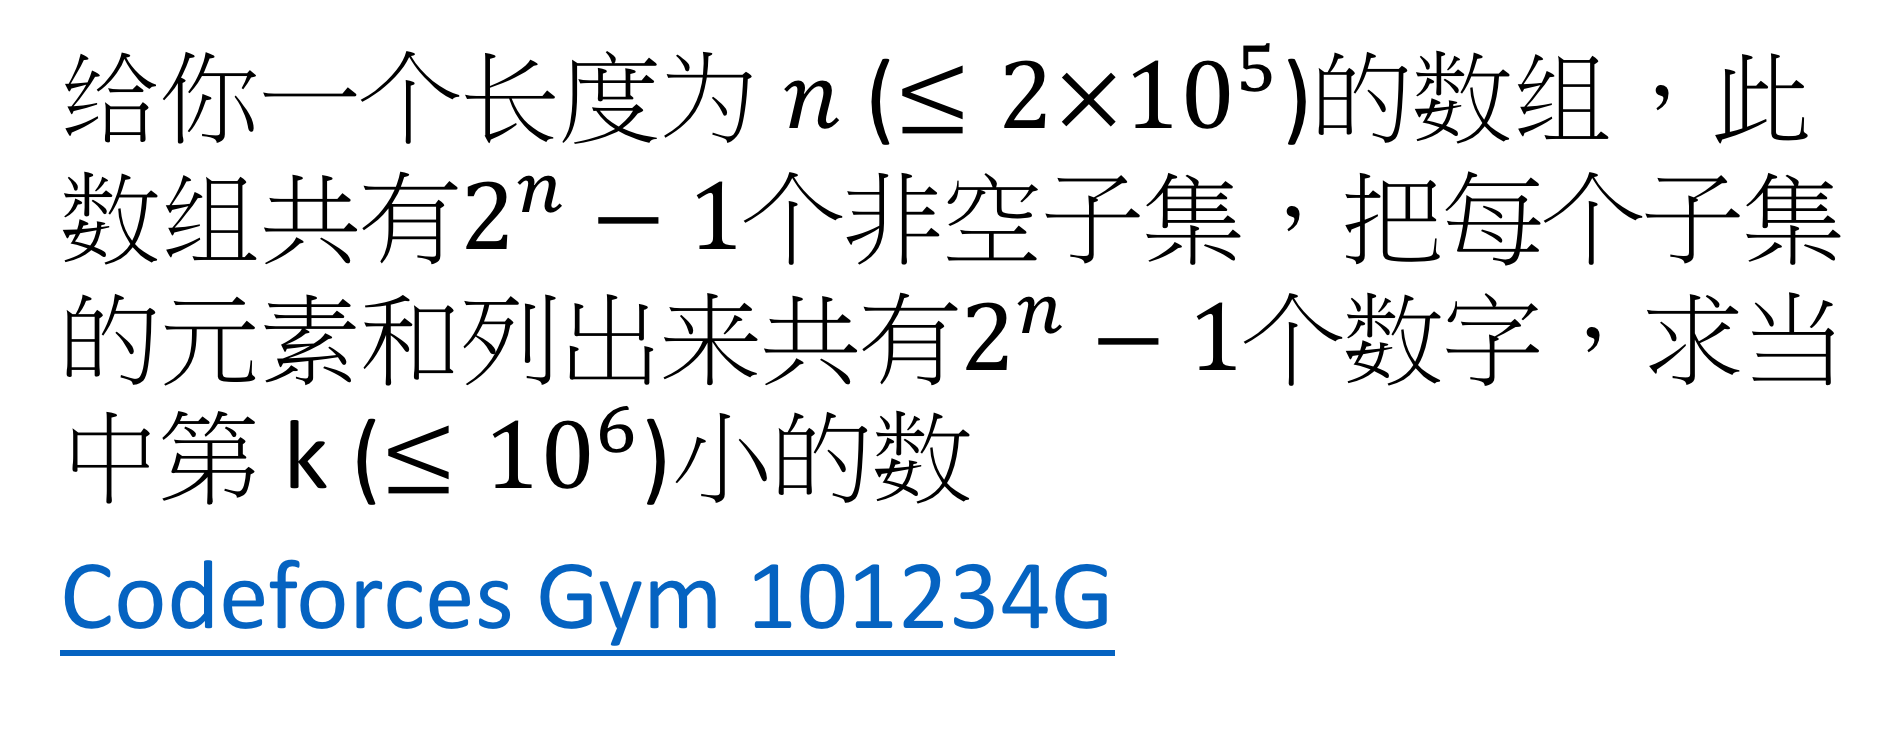 给你一个长度为 n (≤ 2×10⁵)的数组，此
数组共有2ⁿ − 1个非空子集，把每个子集
的元素和列出来共有2ⁿ − 1个数字，求当
中第 k (≤ 10⁶)小的数
Codeforces Gym 101234G